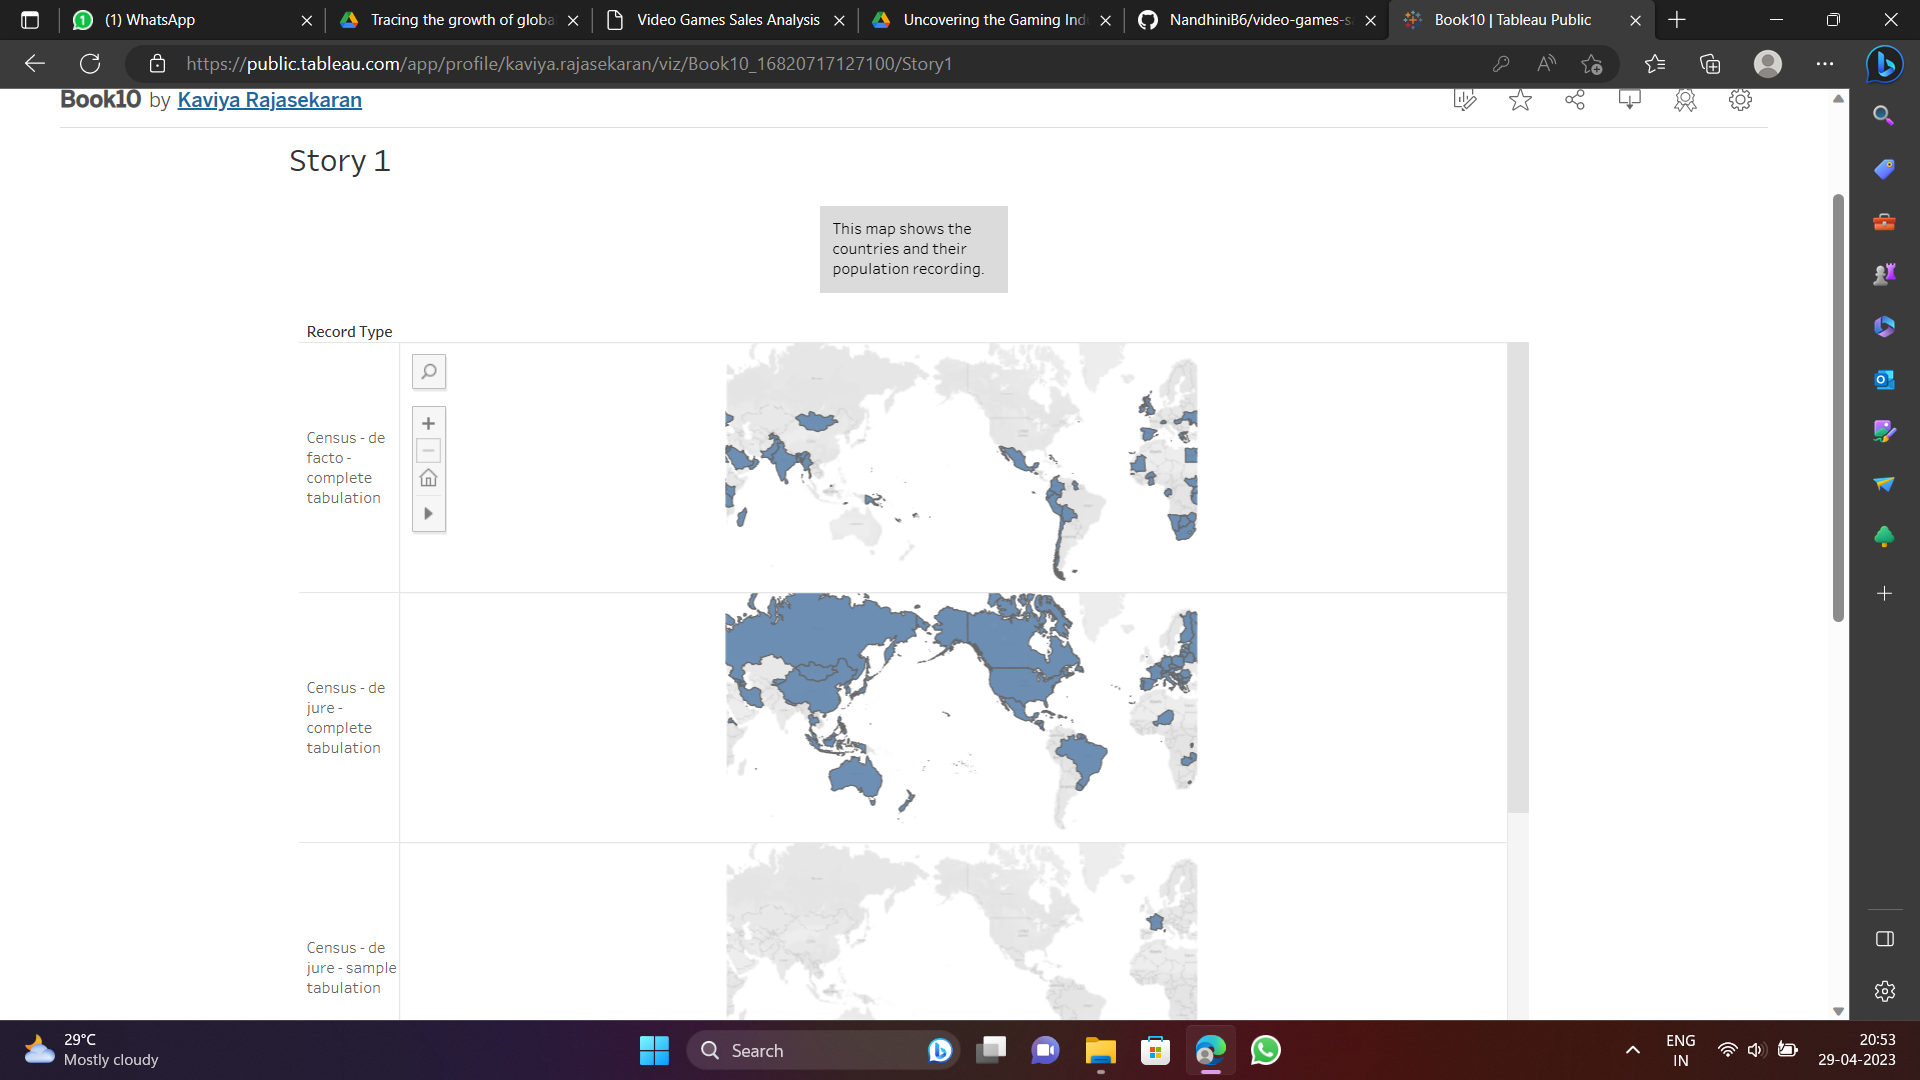 (1) WhatsApp
Tracing the growth of globa
Video Games Sales Analysis
Uncovering the Gaming Ind
NandhiniB6/video-games-s
Book10 | Tableau Public
https://public.tableau.com/app/profile/kaviya.rajasekaran/viz/Book10_16820717127100/Story1
Book10 by Kaviya Rajasekaran
Story 1
This map shows the
countries and their
population recording.
Record Type
Census - de
facto -
complete
tabulation
Census - de
jure -
complete
tabulation
Census - de
jure - sample
tabulation
29°C
Mostly cloudy
Search
ENG
IN
20:53
29-04-2023